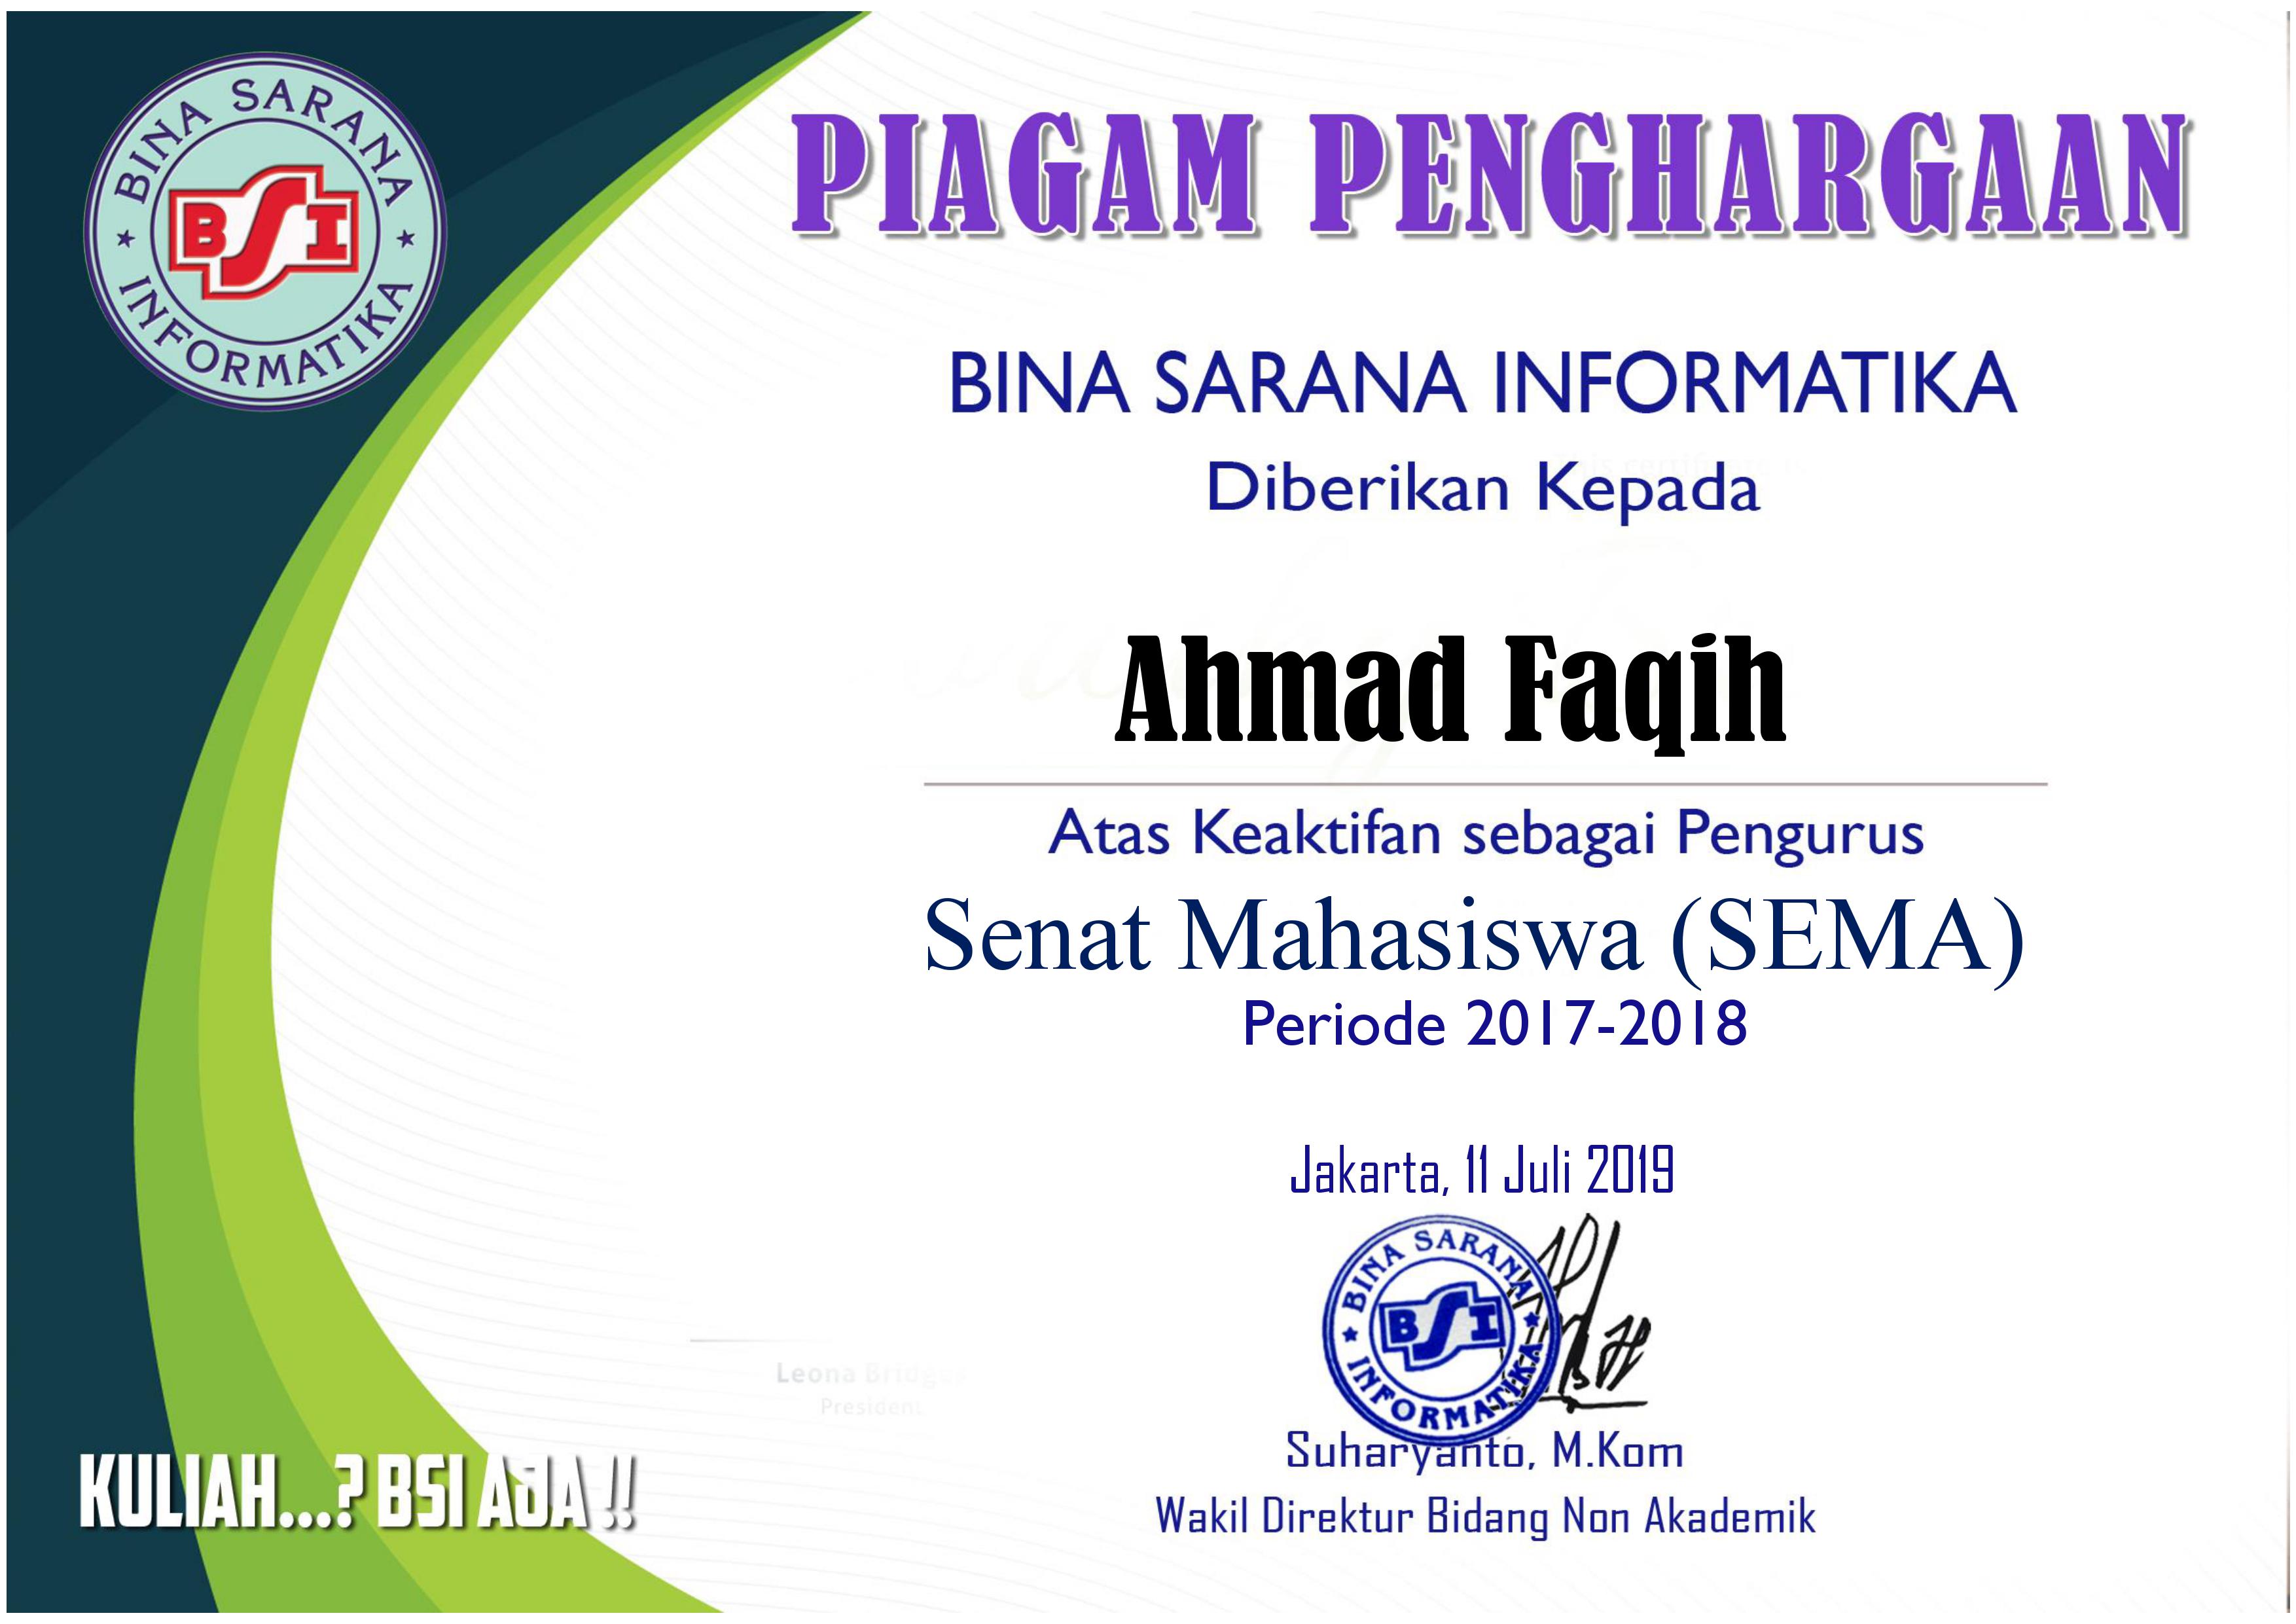 BINA SARANA
BSI
INFORMATIKA
PIAGAM PENGHARGAAN
BINA SARANA INFORMATIKA
Diberikan Kepada
Ahmad Faqih
Atas Keaktifan sebagai Pengurus
Senat Mahasiswa (SEMA)
Periode 2017-2018
Jakarta, 11 Juli 2019
BINA SARANA
BSI
INFORMATIKA
Leona Bridges
President
Suharyanto, M.Kom
Wakil Direktur Bidang Non Akademik
KULIAH...? BSI AJA !!